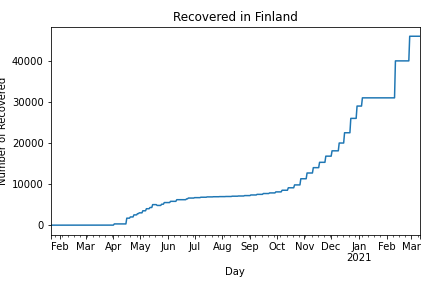 Recovered in Finland
Number of Recovered
40000
30000
20000
10000
0
Feb Mar Apr May Jun Jul Aug Sep Oct Nov Dec Jan Feb Mar
2021
Day